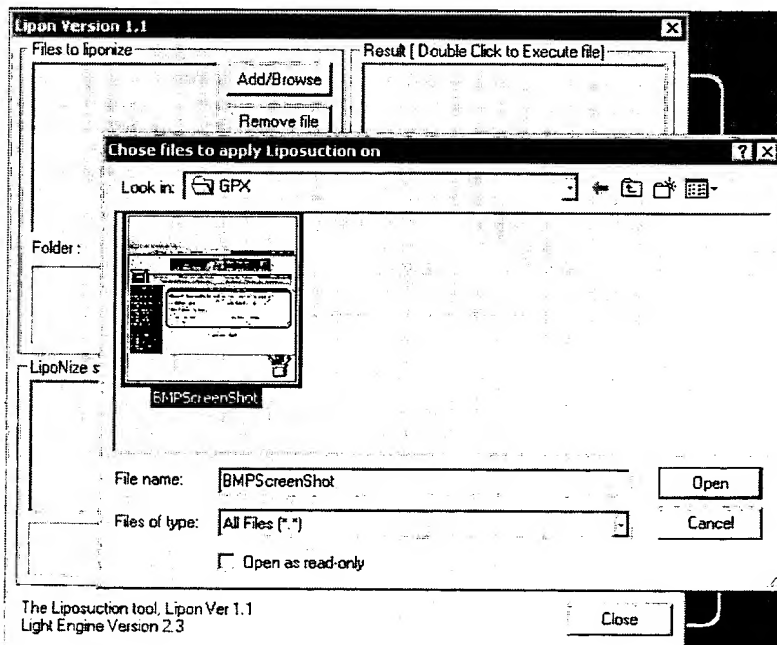 Lipon Version 1.1
Files to liponize
Result [ Double Click to Execute file]
Add/Browse
Remove file
Chose files to apply Liposuction on
Look in: GPX
Folder :
BMPScreenShot
LipoNize s
File name: BMPScreenShot Open
Files of type: All Files (*.*) Cancel
Open as read-only
The Liposuction tool, Lipon Ver 1.1
Light Engine Version 2.3
Close